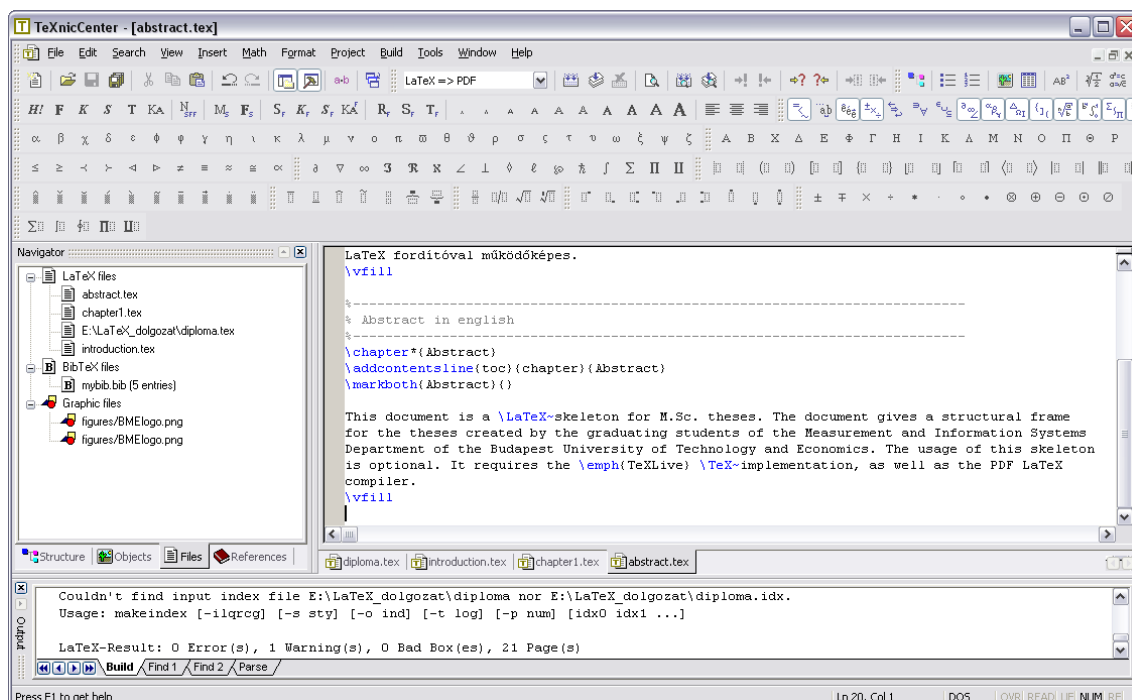 TeXnicCenter - [abstract.tex]
File Edit Search View Insert Math Format Project Build Tools Window Help
LaTeX => PDF
Navigator
LaTeX files
abstract.tex
chapter1.tex
E:\LaTeX_dolgozat\diploma.tex
introduction.tex
BibTeX files
mybib.bib (5 entries)
Graphic files
figures/BMElogo.png
figures/BMElogo.png
Structure Objects Files References
LaTeX fordítóval működőképes.
\vfill
%----------------------------------------------------------------------------
% Abstract in english
%----------------------------------------------------------------------------
\chapter*{Abstract}
\addcontentsline{toc}{chapter}{Abstract}
\markboth{Abstract}{}
This document is a \LaTeX~skeleton for M.Sc. theses. The document gives a structural frame
for the theses created by the graduating students of the Measurement and Information Systems
Department of the Budapest University of Technology and Economics. The usage of this skeleton
is optional. It requires the \emph{TeXLive} \TeX~implementation, as well as the PDF LaTeX
compiler.
\vfill
diploma.tex introduction.tex chapter1.tex abstract.tex
Output
Couldn't find input index file E:\LaTeX_dolgozat\diploma nor E:\LaTeX_dolgozat\diploma.idx.
Usage: makeindex [-ilqrcg] [-s sty] [-o ind] [-t log] [-p num] [idx0 idx1 ...]
LaTeX-Result: 0 Error(s), 1 Warning(s), 0 Bad Box(es), 21 Page(s)
Build Find 1 Find 2 Parse
Press F1 to get help Ln 20, Col 1 DOS OVR READ LF NUM RE